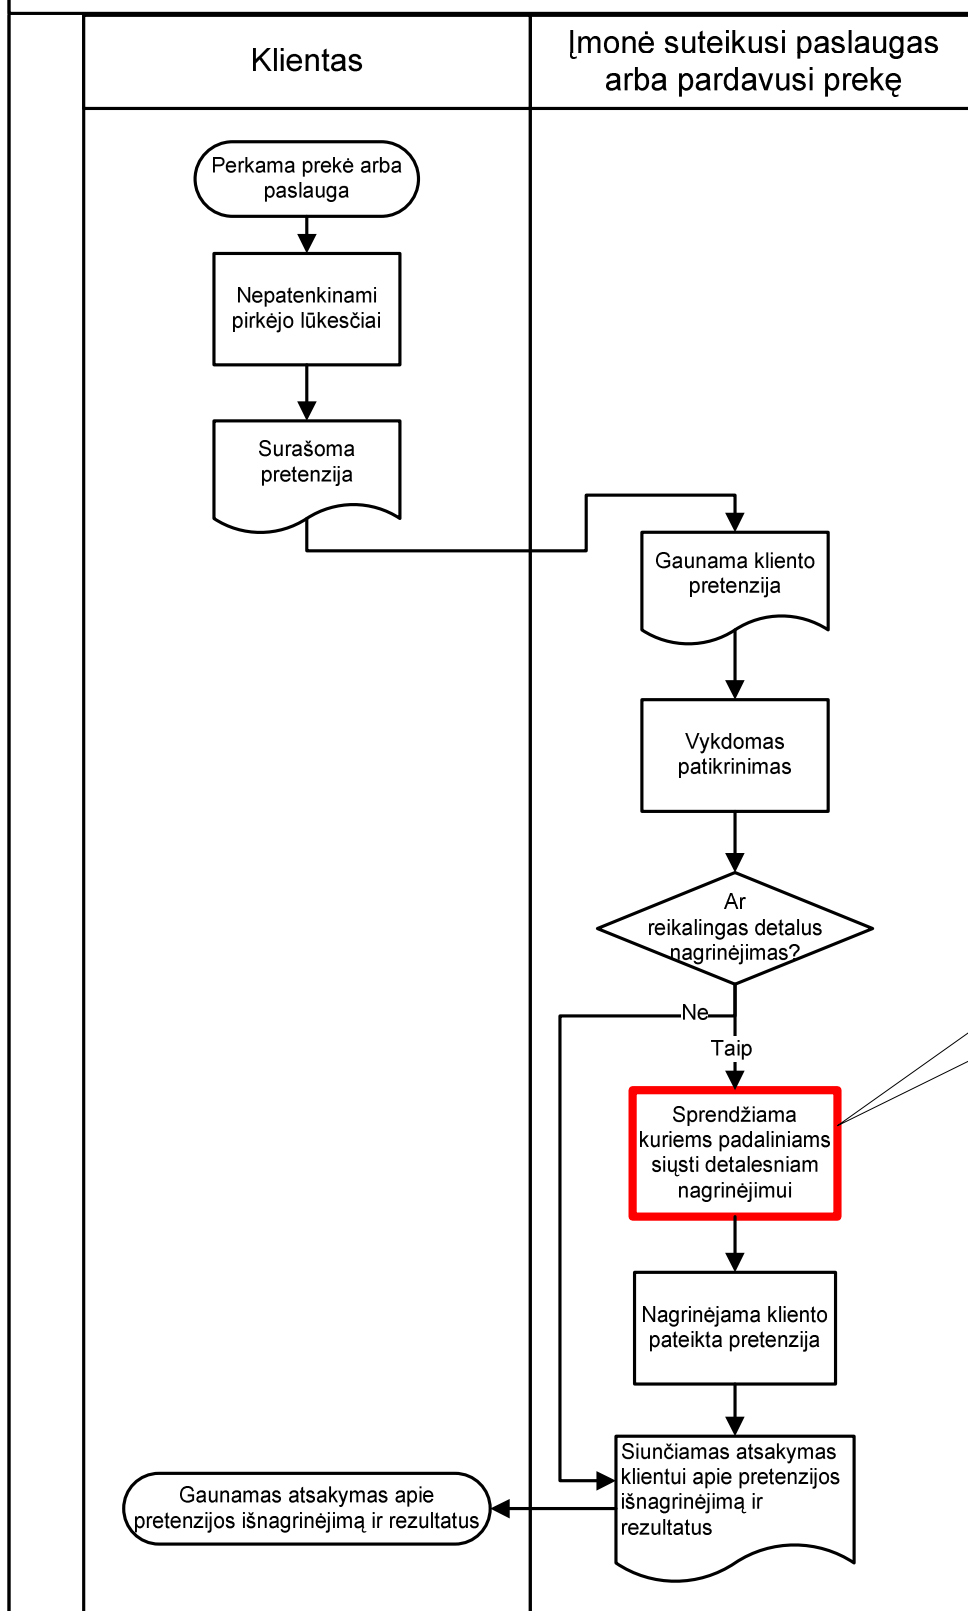 Klientas
Įmonė suteikusi paslaugas
arba pardavusi prekę
Perkama prekė arba
paslauga
Nepatenkinami
pirkėjo lūkesčiai
Surašoma
pretenzija
Gaunama kliento
pretenzija
Vykdomas
patikrinimas
Ar
reikalingas detalus
nagrinėjimas?
Ne
Taip
Sprendžiama
kuriems padaliniams
siųsti detalesniam
nagrinėjimui
Nagrinėjama kliento
pateikta pretenzija
Siunčiamas atsakymas
klientui apie pretenzijos
išnagrinėjimą ir
rezultatus
Gaunamas atsakymas apie
pretenzijos išnagrinėjimą ir rezultatus